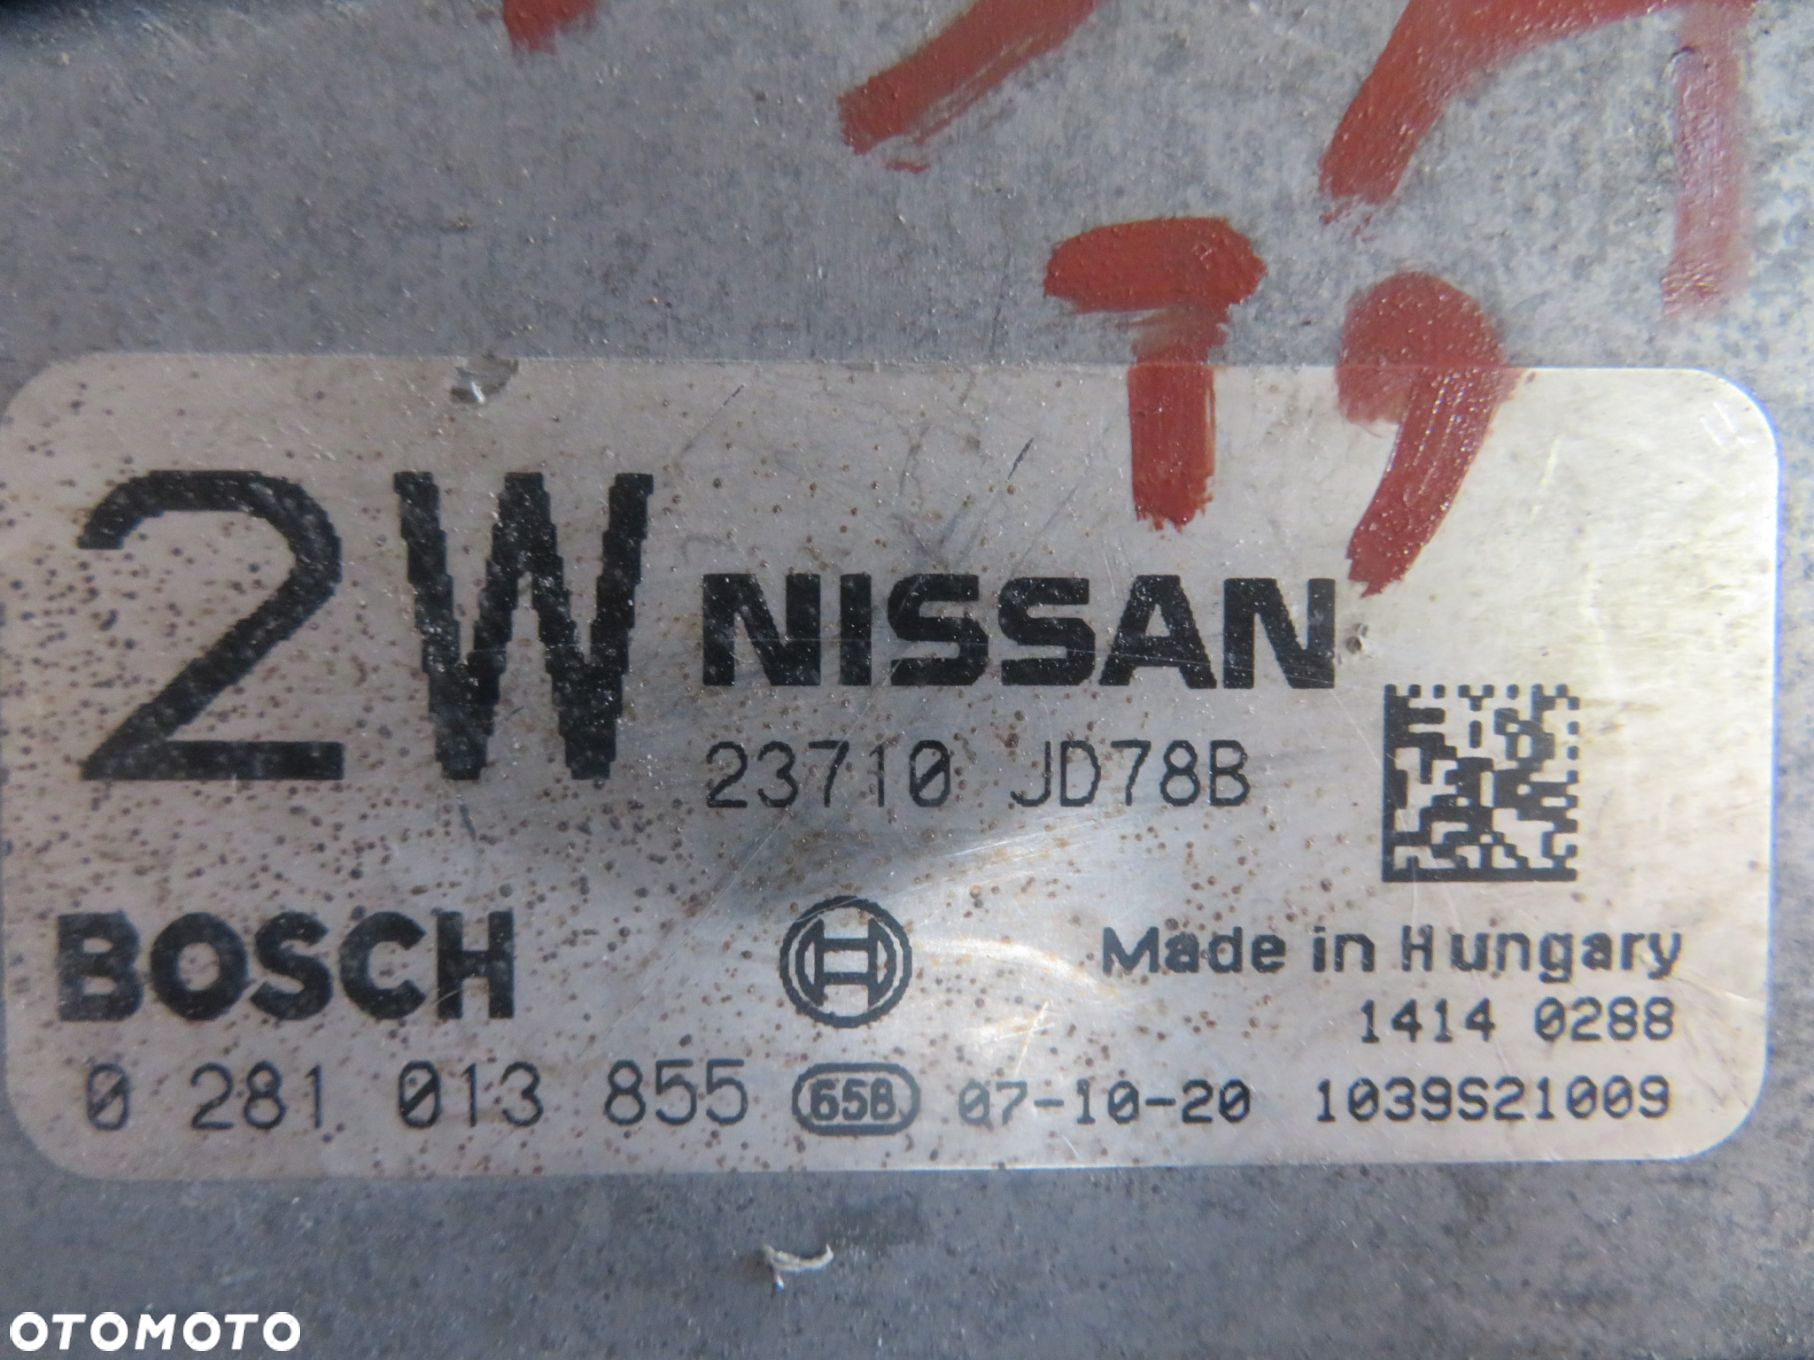 2W NISSAN
23710 JD78B
BOSCH Made in Hungary
1414 0288
0 281 013 855 658 07-10-20 1039S21009
OTOMOTO